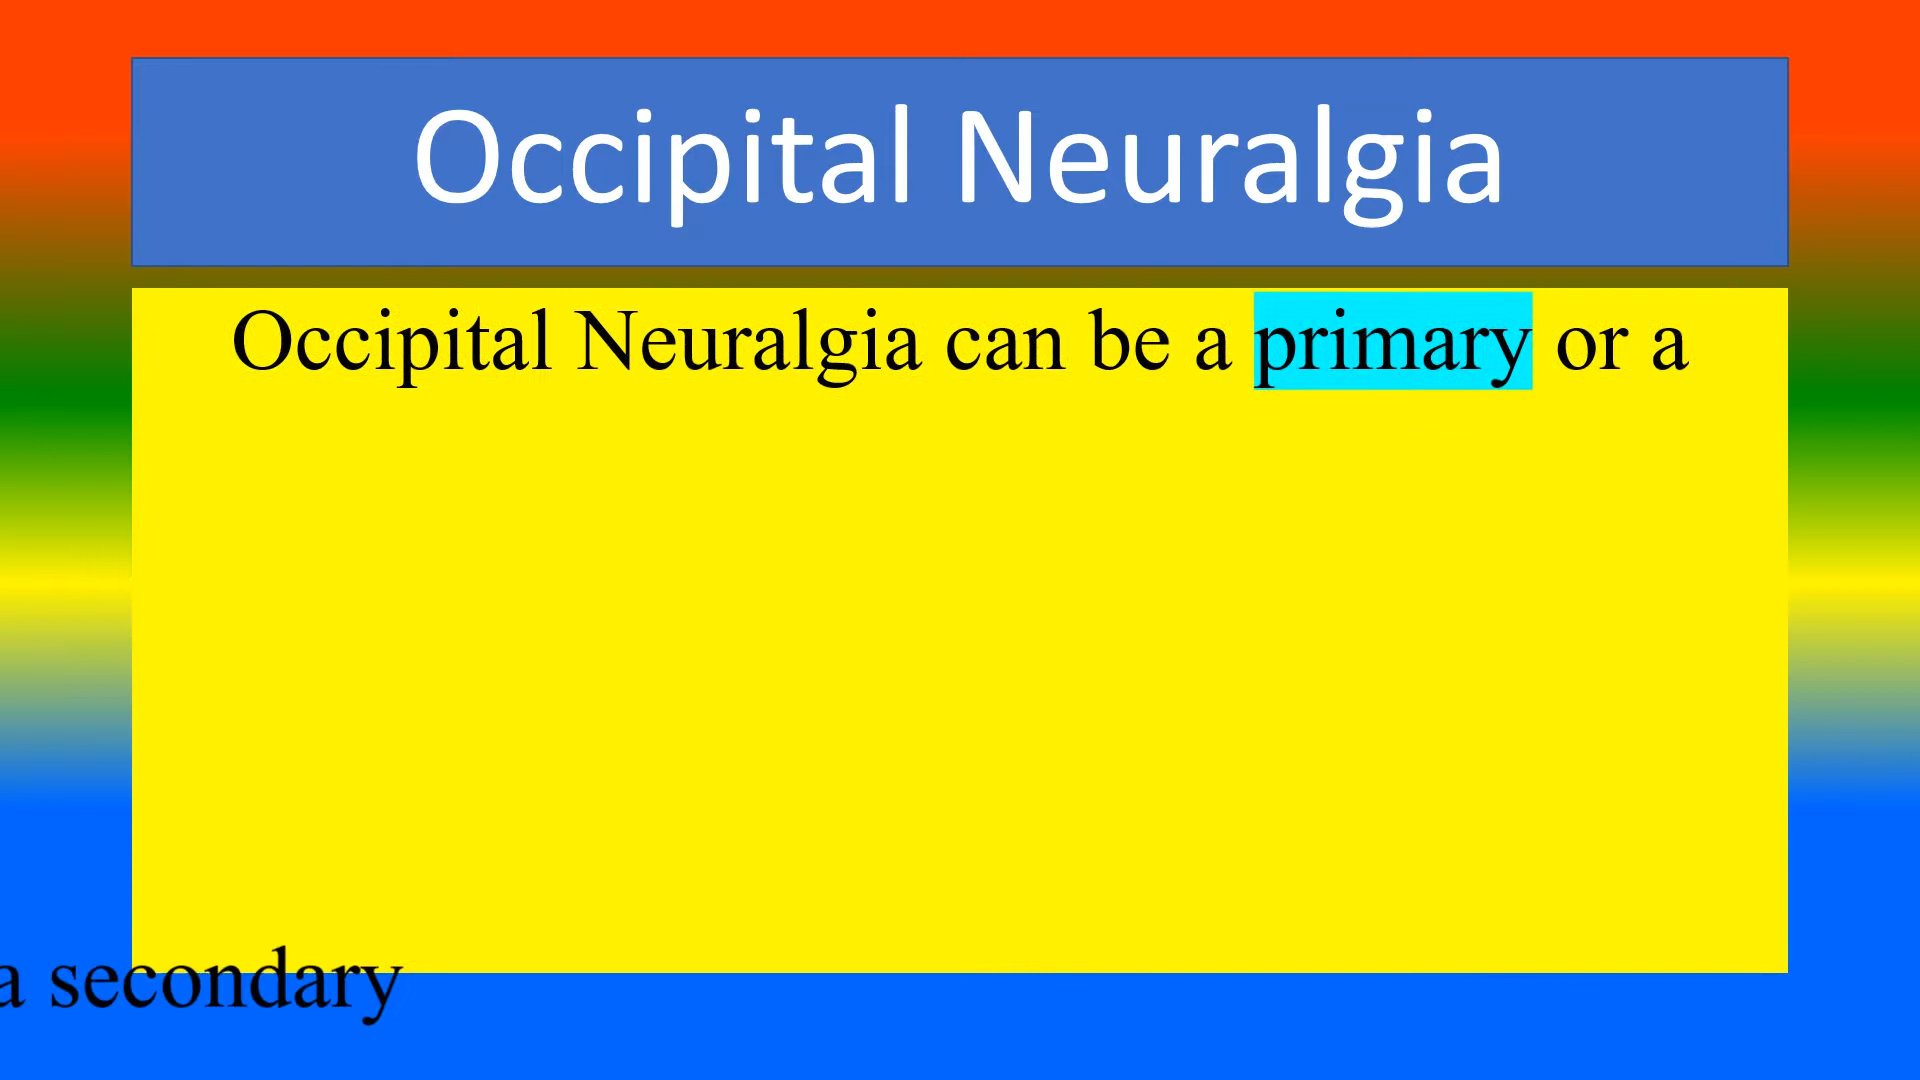 Occipital Neuralgia
Occipital Neuralgia can be a primary or a
a secondary